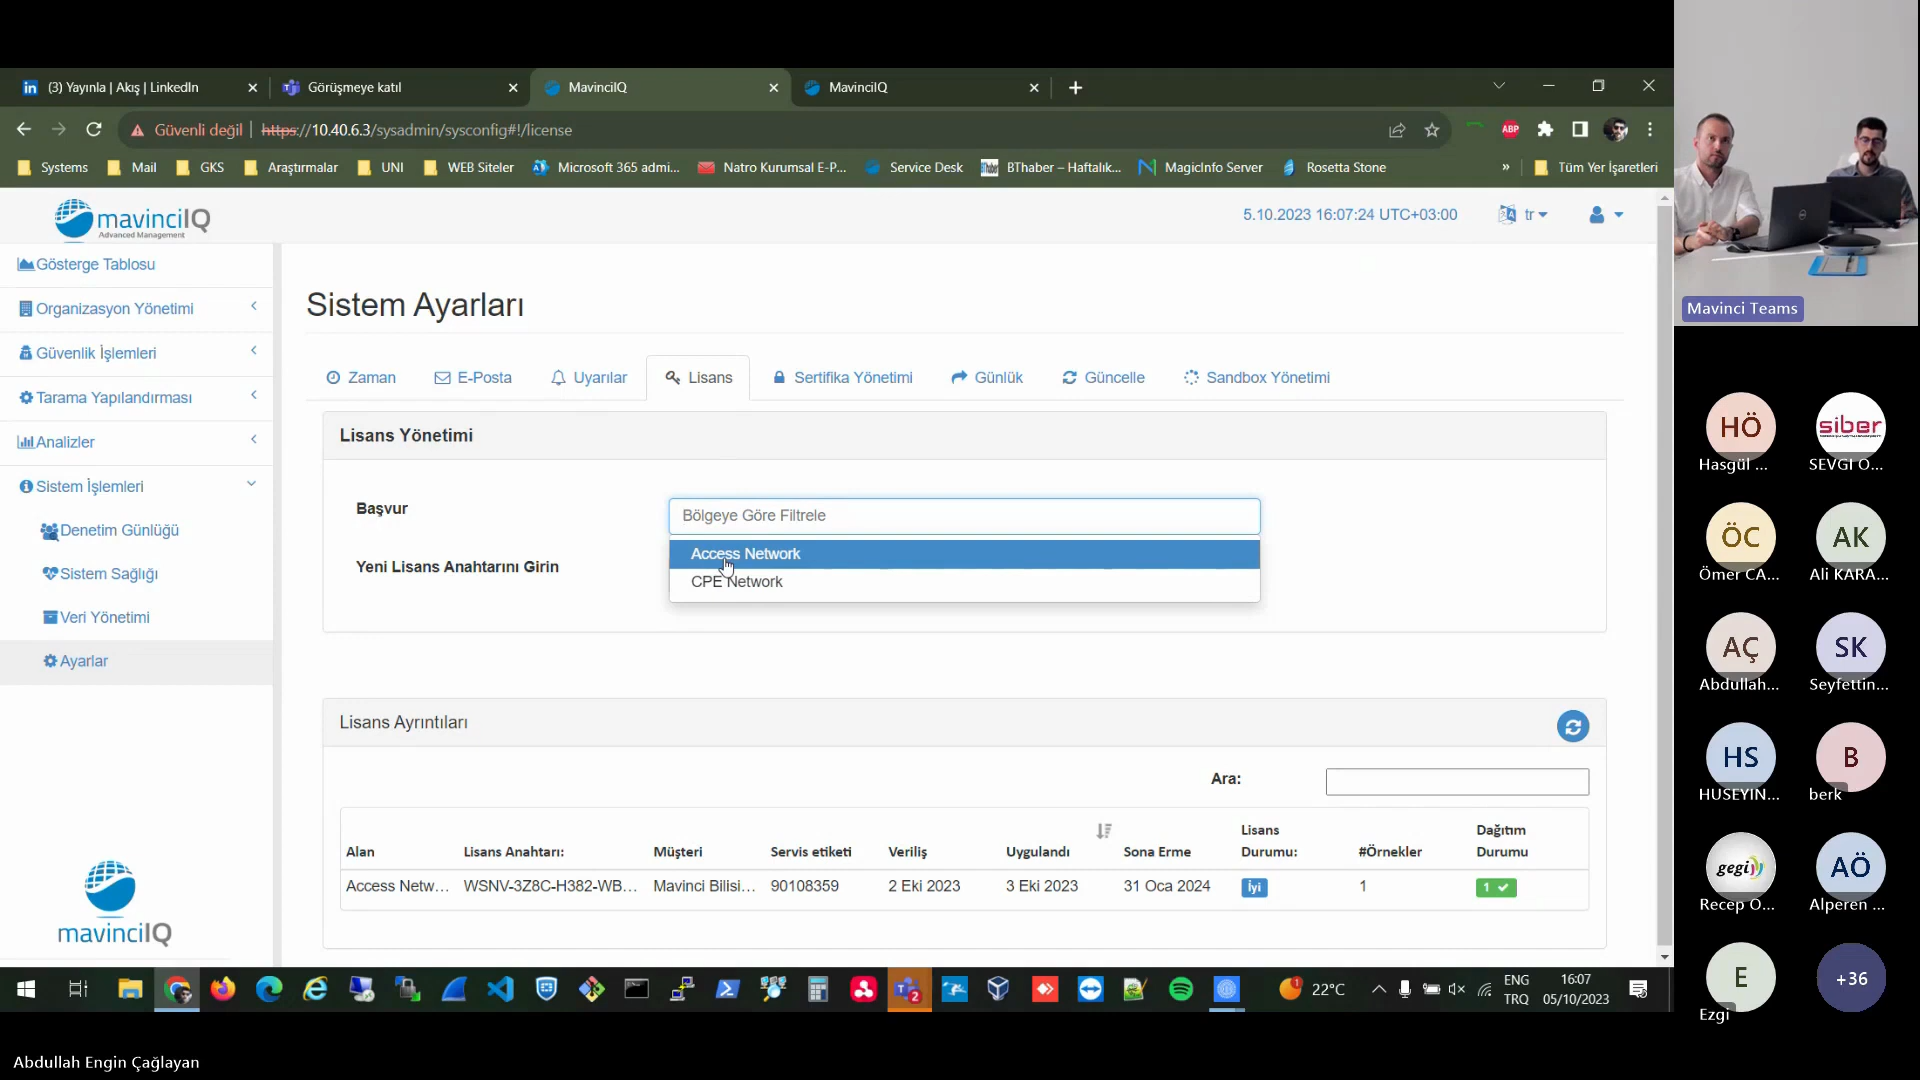 (3) Yayınla | Akış | LinkedIn
Görüşmeye katıl
MavinciIQ
MavinciIQ
Güvenli değil
https://10.40.6.3/sysadmin/sysconfig#!/license
ABP
Systems
Mail
GKS
Araştırmalar
UNI
WEB Siteler
Microsoft 365 admi...
Natro Kurumsal E-P...
Service Desk
BThaber – Haftalık...
MagicInfo Server
Rosetta Stone
»
Tüm Yer İşaretleri
mavinciIQ
Advanced Management
5.10.2023 16:07:24 UTC+03:00
tr
Gösterge Tablosu
Organizasyon Yönetimi
Güvenlik İşlemleri
Tarama Yapılandırması
Analizler
Sistem İşlemleri
Denetim Günlüğü
Sistem Sağlığı
Veri Yönetimi
Ayarlar
mavinciIQ
Sistem Ayarları
Zaman
E-Posta
Uyarılar
Lisans
Sertifika Yönetimi
Günlük
Güncelle
Sandbox Yönetimi
Lisans Yönetimi
Başvur
Bölgeye Göre Filtrele
Access Network
CPE Network
Yeni Lisans Anahtarını Girin
Lisans Ayrıntıları
Ara:
Alan
Lisans Anahtarı:
Müşteri
Servis etiketi
Veriliş
Uygulandı
Sona Erme
Lisans Durumu:
#Örnekler
Dağıtım Durumu
Access Netw...
WSNV-3Z8C-H382-WB...
Mavinci Bilisi...
90108359
2 Eki 2023
3 Eki 2023
31 Oca 2024
İyi
1
1
22°C
ENG
TRQ
16:07
05/10/2023
Mavinci Teams
HÖ
Hasgül ...
siber
SEVGI O...
ÖC
Ömer CA...
AK
Ali KARA...
AÇ
Abdullah...
SK
Seyfettin...
HS
HUSEYIN...
B
berk
gegi
Recep O...
AÖ
Alperen ...
E
Ezgi
+36
Abdullah Engin Çağlayan